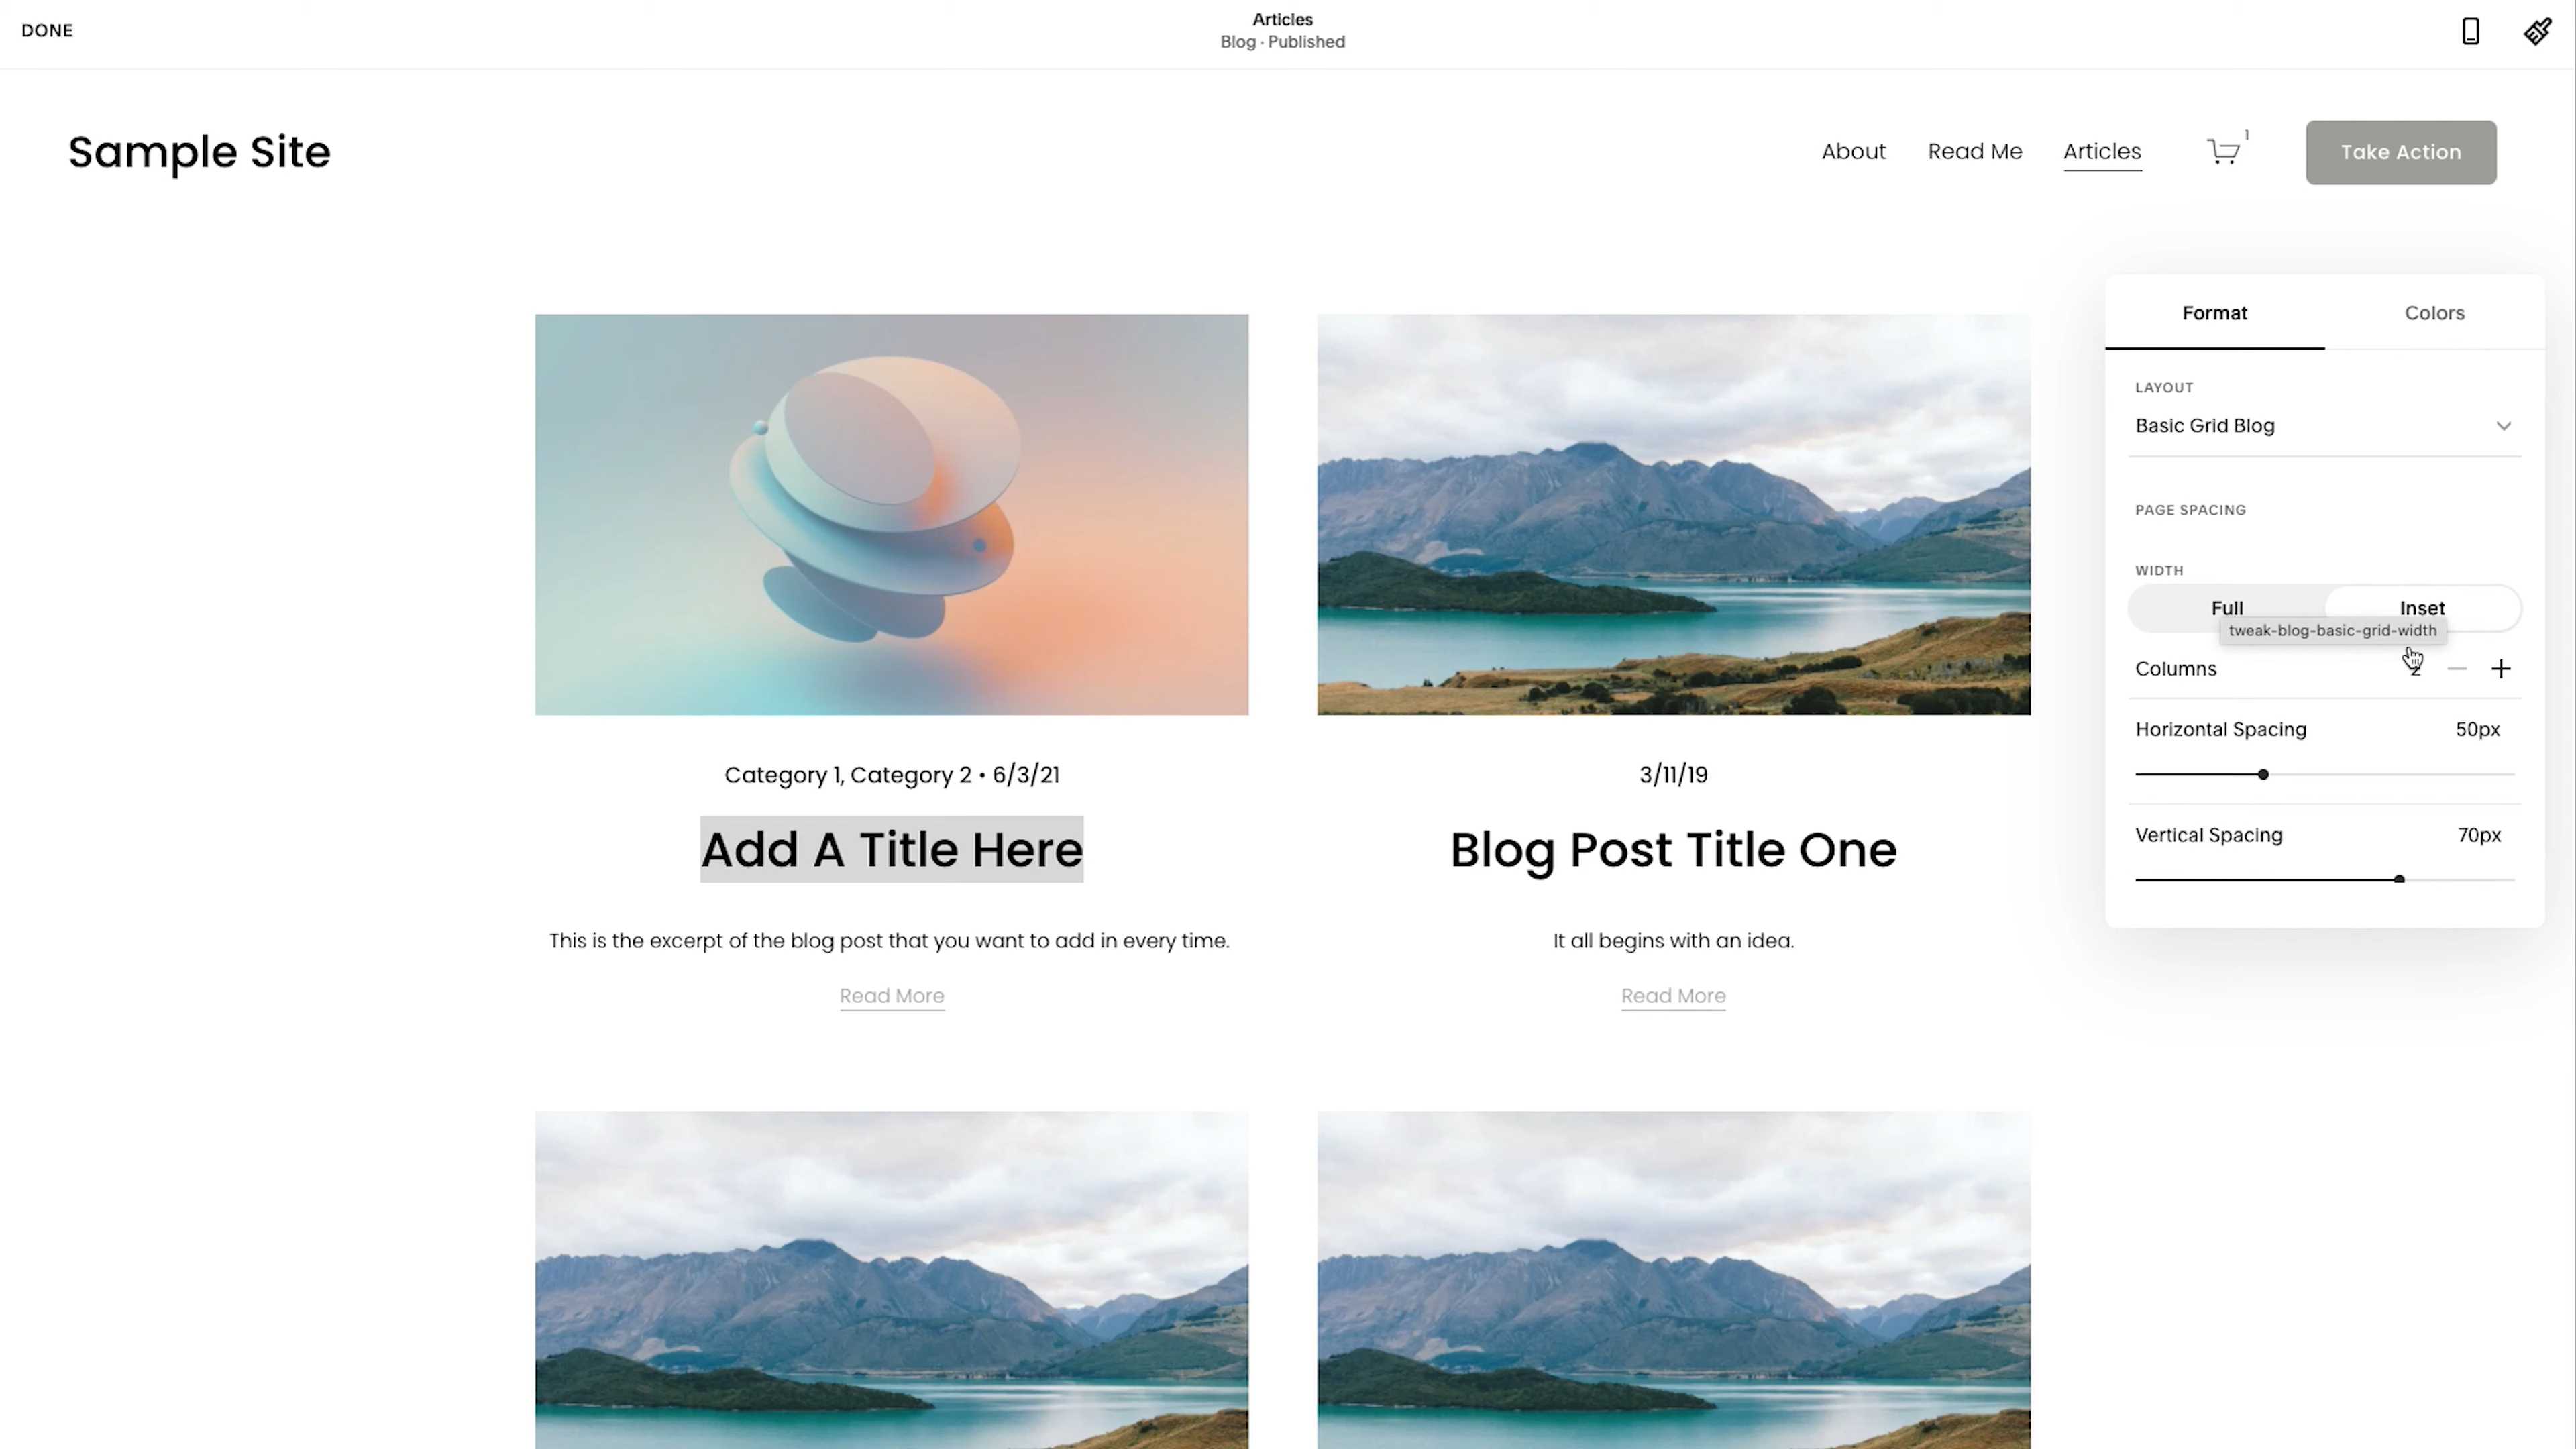 DONE
Articles
Blog · Published
Sample Site
About
Read Me
Articles
1
Take Action
Format
Colors
LAYOUT
Basic Grid Blog
PAGE SPACING
WIDTH
Full
Inset
tweak-blog-basic-grid-width
Columns
2
Horizontal Spacing
50px
Vertical Spacing
70px
Category 1, Category 2 • 6/3/21
Add A Title Here
This is the excerpt of the blog post that you want to add in every time.
Read More
3/11/19
Blog Post Title One
It all begins with an idea.
Read More